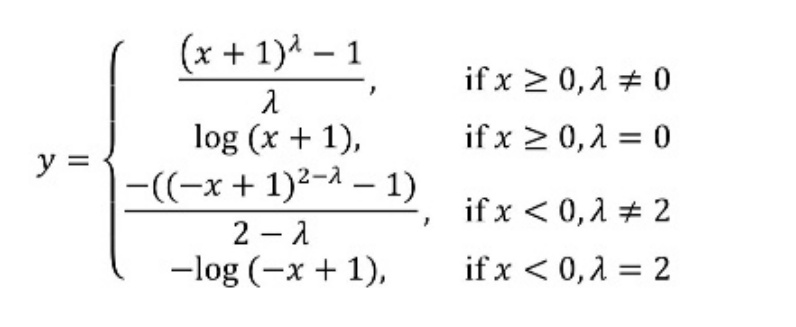 y = { ((x + 1)^λ − 1) / λ, if x ≥ 0, λ ≠ 0
log (x + 1), if x ≥ 0, λ = 0
−((−x + 1)^(2−λ) − 1) / (2 − λ), if x < 0, λ ≠ 2
−log (−x + 1), if x < 0, λ = 2